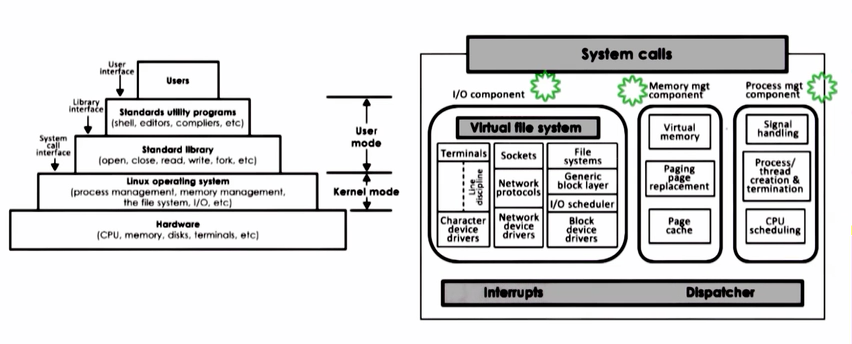 User
interface
Users
Library
interface
Standards utility programs
(shell, editors, compliers, etc)
System
call
interface
Standard library
(open, close, read, write, fork, etc)
User
mode
Linux operating system
(process management, memory management,
the file system, I/O, etc)
Kernel mode
Hardware
(CPU, memory, disks, terminals, etc)
System calls
I/O component
Memory mgt
component
Process mgt
component
Virtual file system
Terminals
Line
discipline
Character
device
drivers
Sockets
Network
protocols
Network
device
drivers
File
systems
Generic
block layer
I/O scheduler
Block
device
drivers
Virtual
memory
Paging
page
replacement
Page
cache
Signal
handling
Process/
thread
creation &
termination
CPU
scheduling
Interrupts
Dispatcher